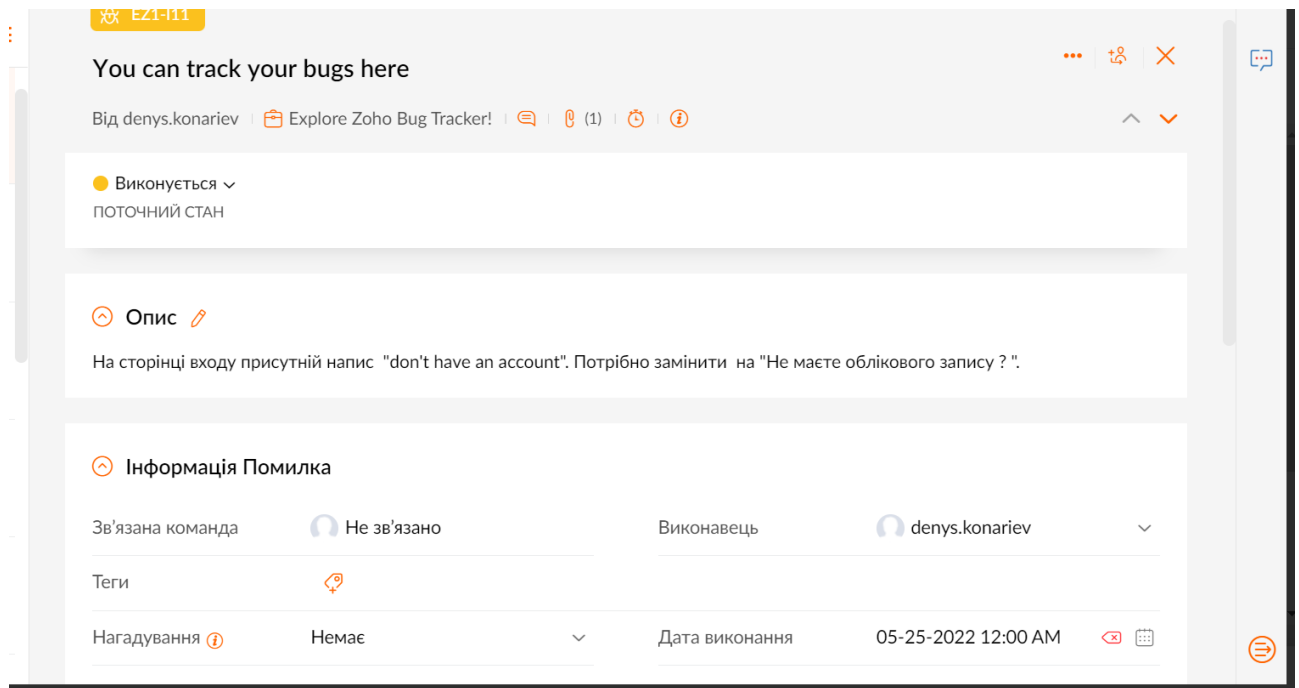 EZ1-I11
You can track your bugs here
Від denys.konariev Explore Zoho Bug Tracker! (1)
Виконується
ПОТОЧНИЙ СТАН
Опис
На сторінці входу присутній напис "don't have an account". Потрібно замінити на "Не маєте облікового запису ? ".
Інформація Помилка
Зв'язана команда Не зв'язано Виконавець denys.konariev
Теги
Нагадування Немає Дата виконання 05-25-2022 12:00 AM